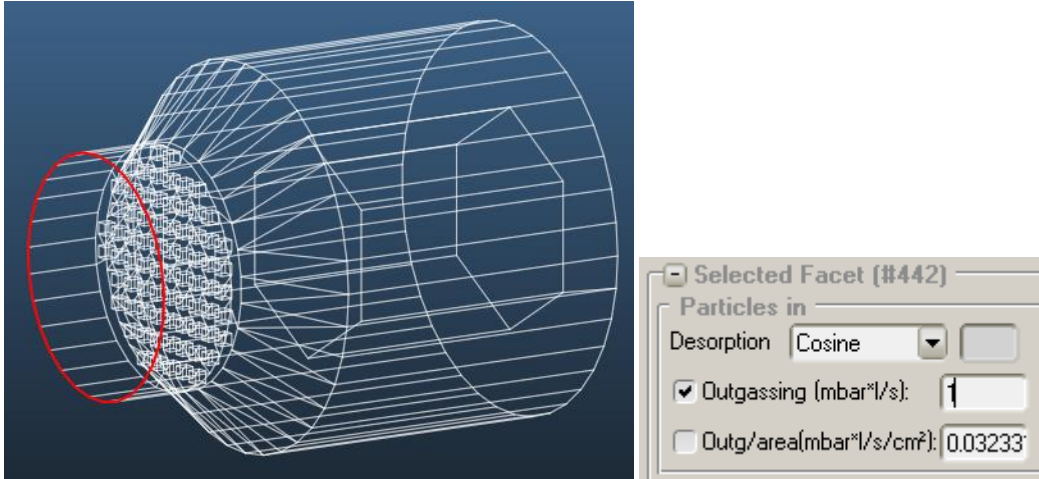 Selected Facet (#442)
Particles in
Desorption Cosine
Outgassing (mbar*l/s): 1
Outg/area(mbar*l/s/cm²): 0.03233